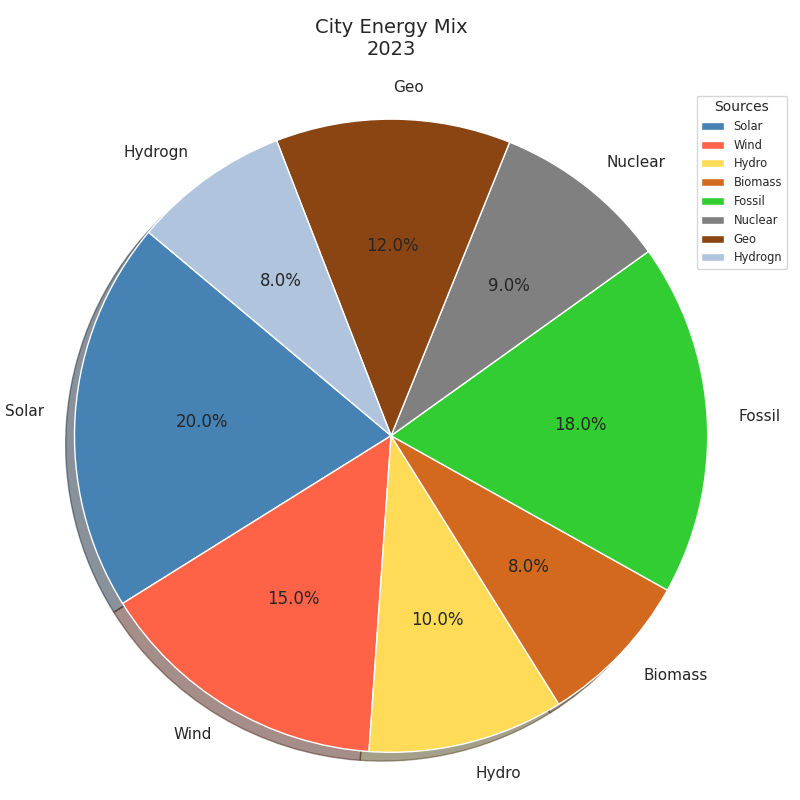 City Energy Mix
2023
Geo
Hydrogn
Nuclear
Solar
Fossil
Biomass
Wind
Hydro
12.0%
8.0%
9.0%
20.0%
18.0%
15.0%
8.0%
10.0%
Sources
Solar
Wind
Hydro
Biomass
Fossil
Nuclear
Geo
Hydrogn